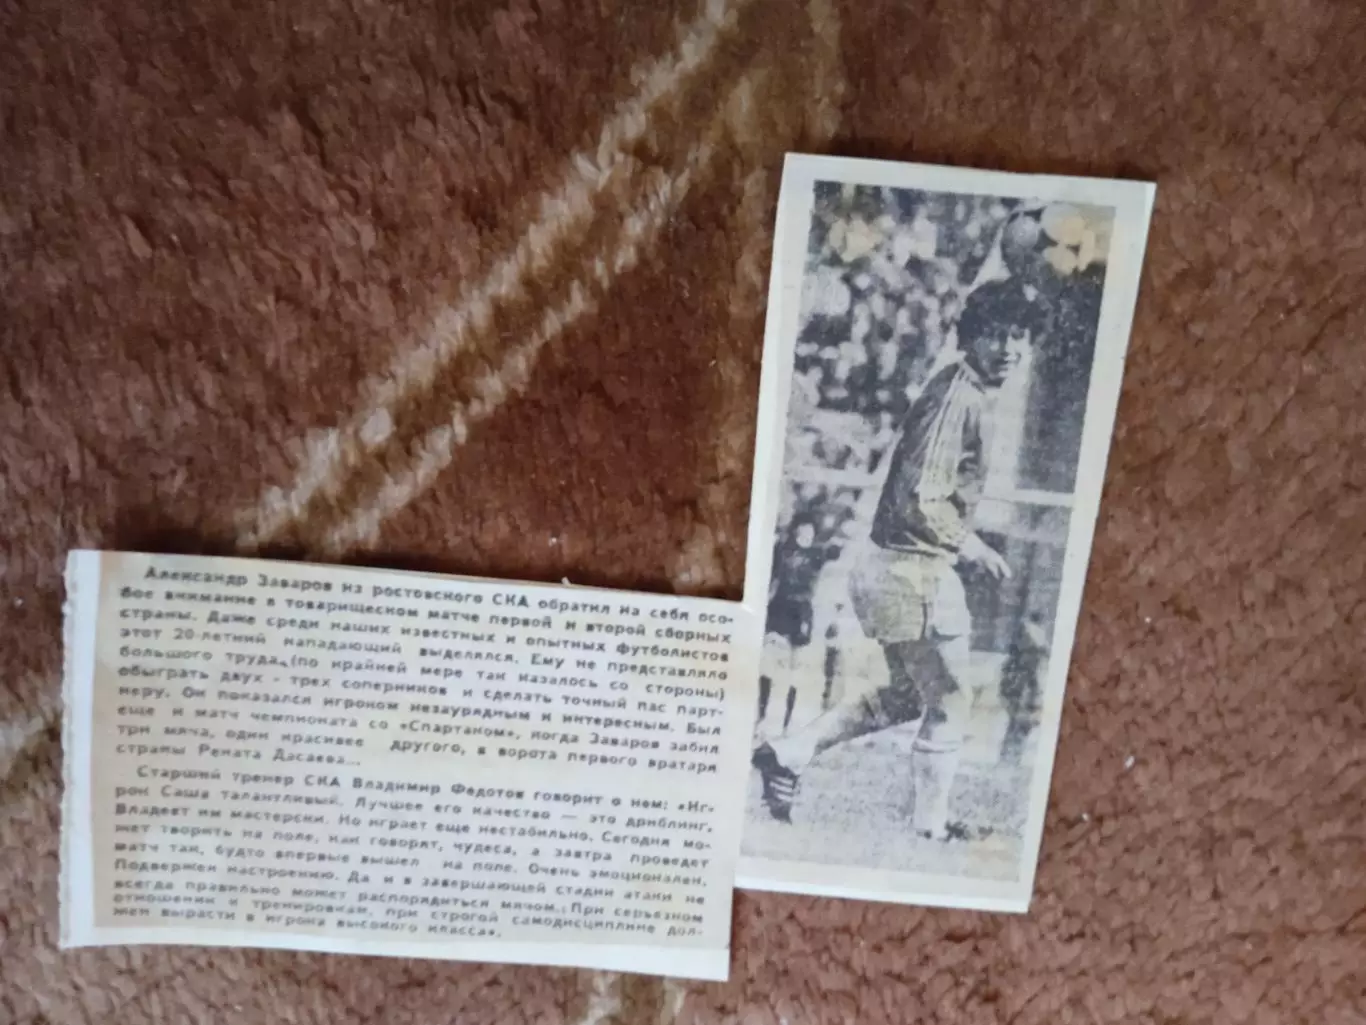 Александр Заваров из ростовского СКА обратил на себя осо-
бое внимание в товарищеском матче первой и второй сборных
страны. Даже среди наших известных и опытных футболистов
этот 20-летний нападающий выделялся. Ему не представляло
большого труда (по крайней мере так казалось со стороны)
обыграть двух - трех соперников и сделать точный пас парт-
неру. Он показался игроком незаурядным и интересным. Был
еще и матч чемпионата со «Спартаком», когда Заваров забил
три мяча, один красивее другого, в ворота первого вратаря
страны Рената Дасаева...
Старший тренер СКА Владимир Федотов говорит о нем: «Иг-
рок Саша талантливый. Лучшее его качество — это дриблинг.
Владеет им мастерски. Но играет еще нестабильно. Сегодня мо-
жет творить на поле, как говорят, чудеса, а завтра проведет
матч так, будто впервые вышел на поле. Очень эмоционален.
Подвержен настроению. Да и в завершающей стадии атаки не
всегда правильно может распорядиться мячом. При серьезном
отношении к тренировкам, при строгой самодисциплине дол-
жен вырасти в игрока высокого класса».